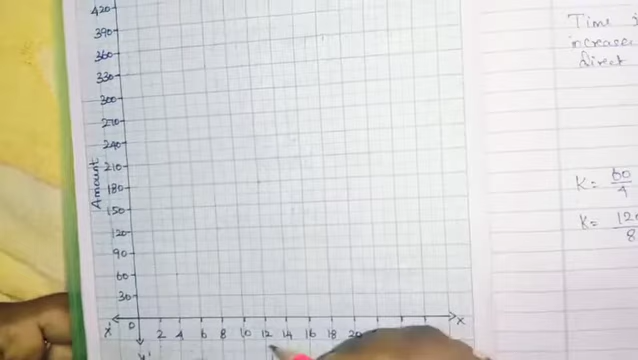 420
390
360
330
300
270
240
210
180
150
120
90
60
30
Amount
0
X'
2 4 6 8 10 12 14 16 18 20
X
Y'
Time
increase
direct
K = 60/4
K = 120/8